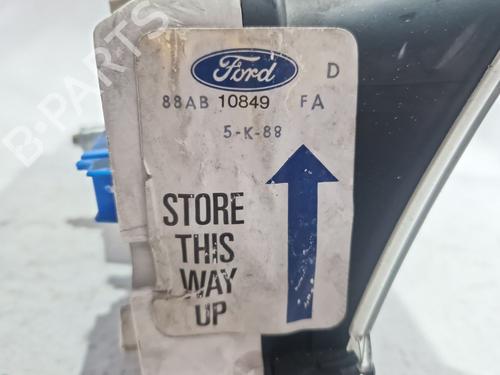 B-PARTS
Ford
D
88AB 10849 FA
5-K-88
STORE
THIS
WAY
UP